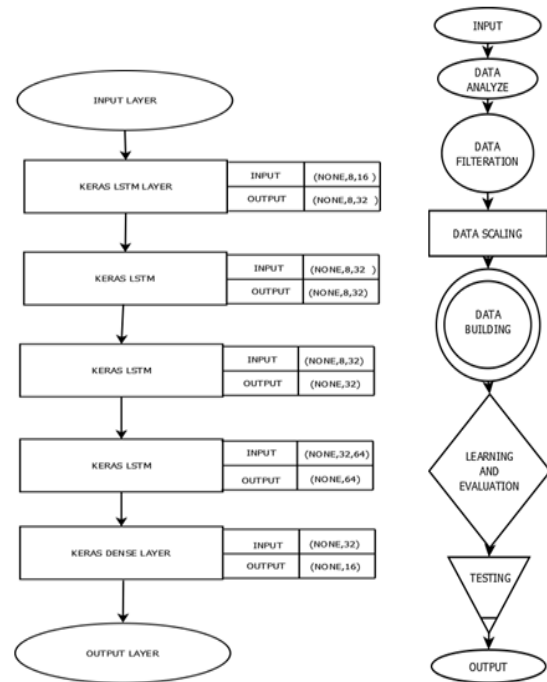 INPUT LAYER
KERAS LSTM LAYER
INPUT (NONE,8,16 )
OUTPUT (NONE,8,32 )
KERAS LSTM
INPUT (NONE,8,32 )
OUTPUT (NONE,8,32)
KERAS LSTM
INPUT (NONE,8,32)
OUTPUT (NONE,32)
KERAS LSTM
INPUT (NONE,32,64)
OUTPUT (NONE,64)
KERAS DENSE LAYER
INPUT (NONE,32)
OUTPUT (NONE,16)
OUTPUT LAYER
INPUT
DATA
ANALYZE
DATA
FILTERATION
DATA SCALING
DATA
BUILDING
LEARNING
AND
EVALUATION
TESTING
OUTPUT